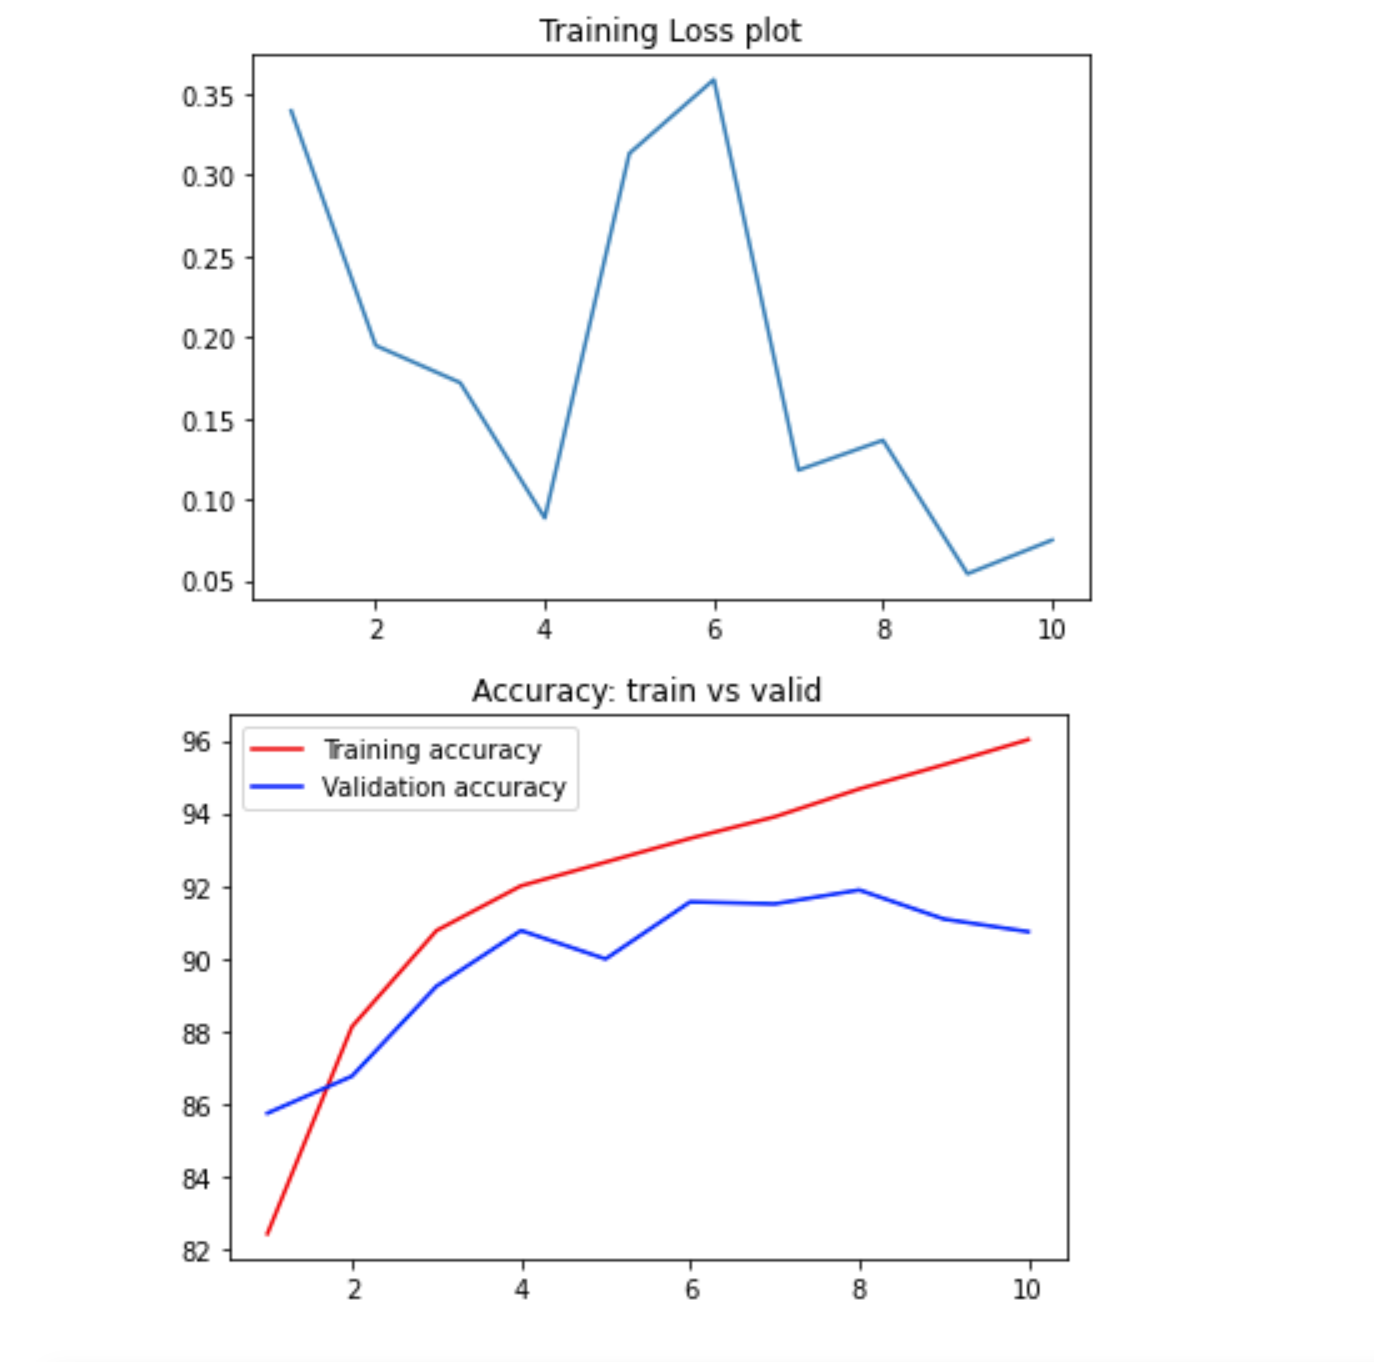 Training Loss plot
0.35
0.30
0.25
0.20
0.15
0.10
0.05
2 4 6 8 10
Accuracy: train vs valid
Training accuracy
Validation accuracy
96
94
92
90
88
86
84
82
2 4 6 8 10